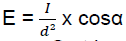 E = I/d² x cosα